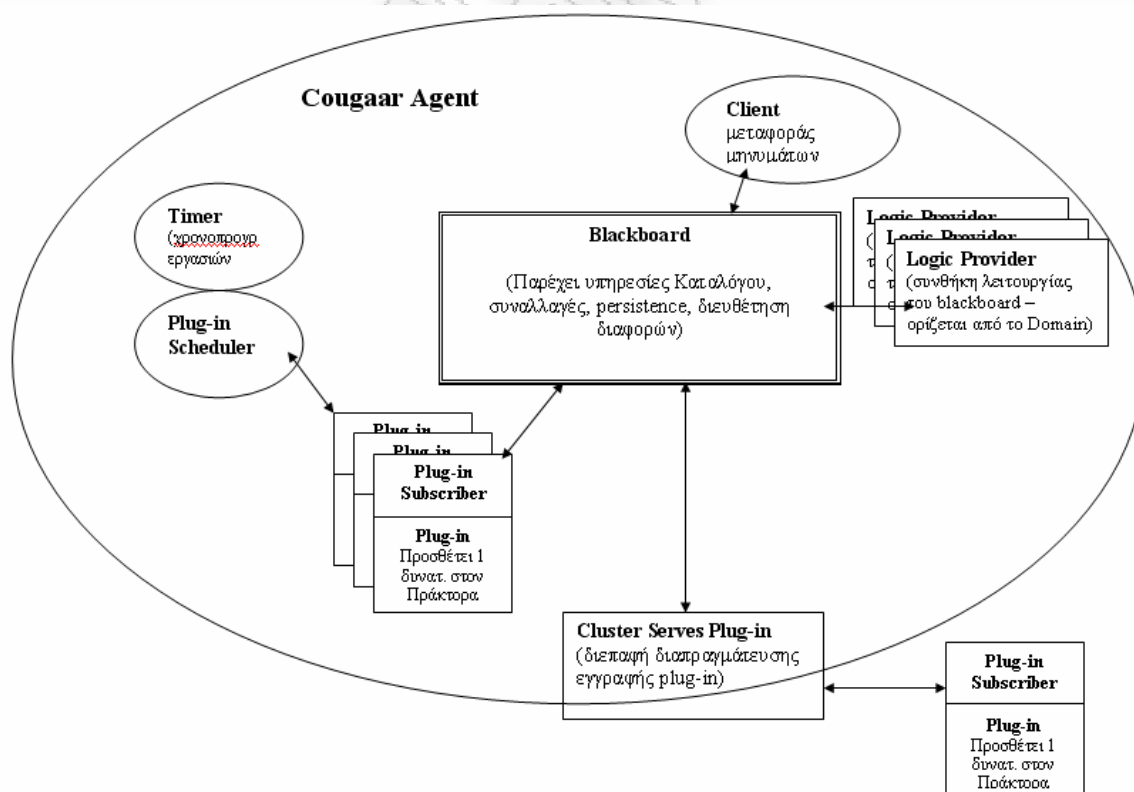 Cougaar Agent
Client
μεταφοράς
μηνυμάτων
Timer
(χρονοπρογρ
εργασιών
Plug-in
Scheduler
Blackboard
(Παρέχει υπηρεσίες Καταλόγου,
συναλλαγές, persistence, διευθέτηση
διαφορών)
Logic Provider
(
τ
σ
Logic Provider
(
τ
Logic Provider
(συνθήκη λειτουργίας
του blackboard –
ορίζεται από το Domain)
Plug-in
Plug-in
Plug-in
Subscriber
Plug-in
Προσθέτει 1
δυνατ. στον
Πράκτορα
Cluster Serves Plug-in
(διεπαφή διαπραγμάτευσης
εγγραφής plug-in)
Plug-in
Subscriber
Plug-in
Προσθέτει 1
δυνατ. στον
Πράκτορα